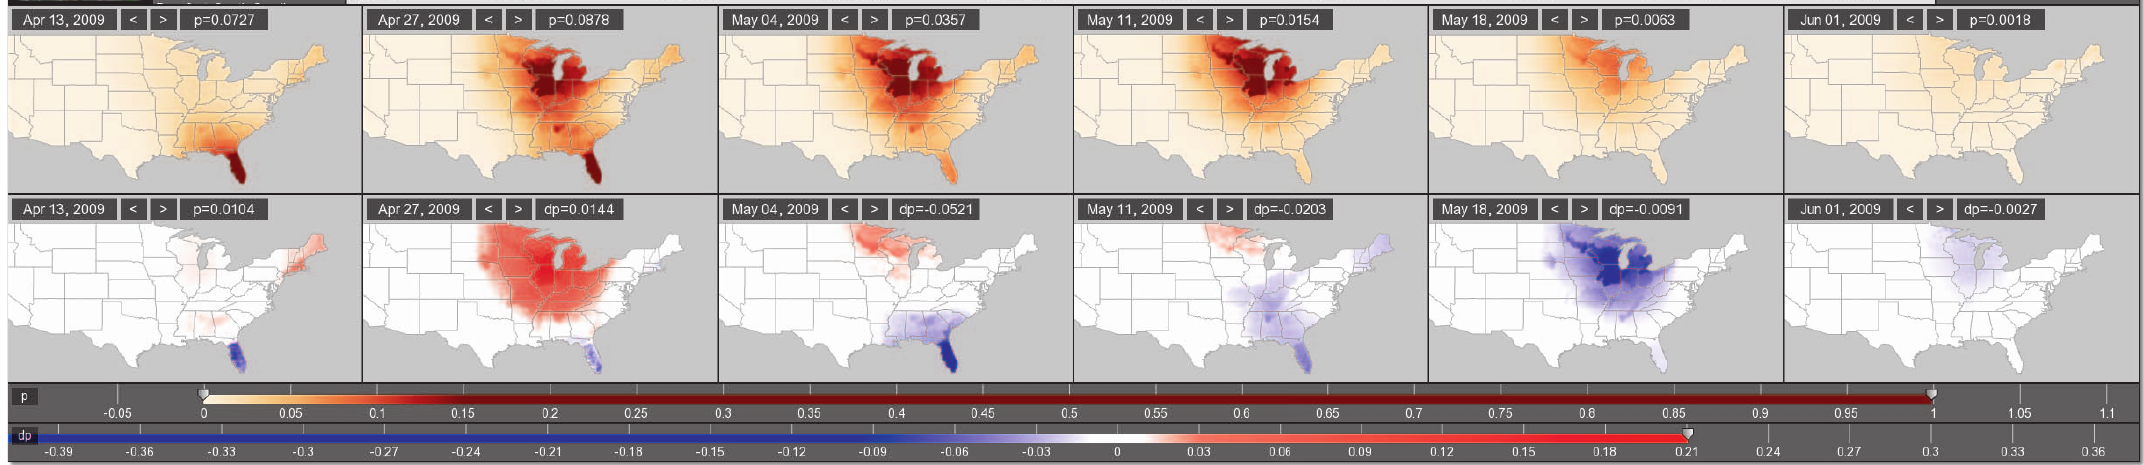 Apr 13, 2009 < > p=0.0727 Apr 27, 2009 < > p=0.0878 May 04, 2009 < > p=0.0357 May 11, 2009 < > p=0.0154 May 18, 2009 < > p=0.0063 Jun 01, 2009 < > p=0.0018
Apr 13, 2009 < > p=0.0104 Apr 27, 2009 < > dp=0.0144 May 04, 2009 < > dp=-0.0521 May 11, 2009 < > dp=-0.0203 May 18, 2009 < > dp=-0.0091 Jun 01, 2009 < > dp=-0.0027
p
-0.05 0 0.05 0.1 0.15 0.2 0.25 0.3 0.35 0.4 0.45 0.5 0.55 0.6 0.65 0.7 0.75 0.8 0.85 0.9 0.95 1 1.05 1.1
dp
-0.39 -0.36 -0.33 -0.3 -0.27 -0.24 -0.21 -0.18 -0.15 -0.12 -0.09 -0.06 -0.03 0 0.03 0.06 0.09 0.12 0.15 0.18 0.21 0.24 0.27 0.3 0.33 0.36